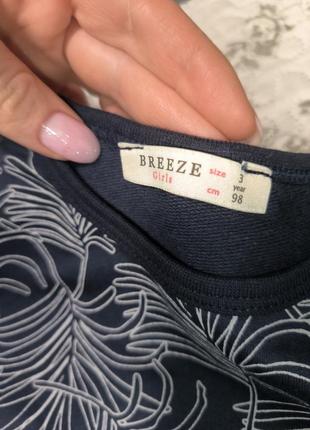 BREEZE size 3
Girls year
cm 98